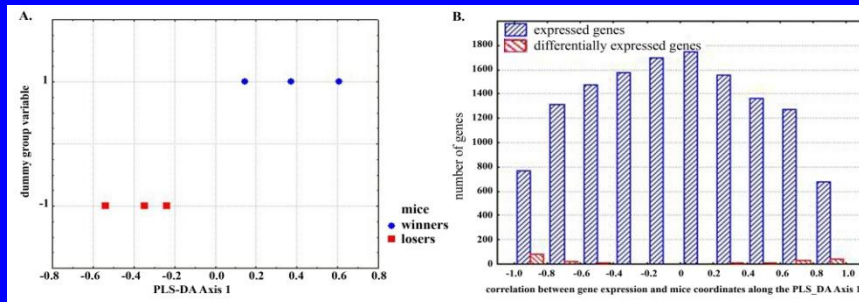 A.
dummy group variable
1
-1
-0.8
-0.6
-0.4
-0.2
0.0
0.2
0.4
0.6
0.8
PLS-DA Axis 1
mice
winners
losers
B.
expressed genes
differentially expressed genes
number of genes
1800
1600
1400
1200
1000
800
600
400
200
0
-1.0
-0.8
-0.6
-0.4
-0.2
0
0.2
0.4
0.6
0.8
1.0
correlation between gene expression and mice coordinates along the PLS_DA Axis 1